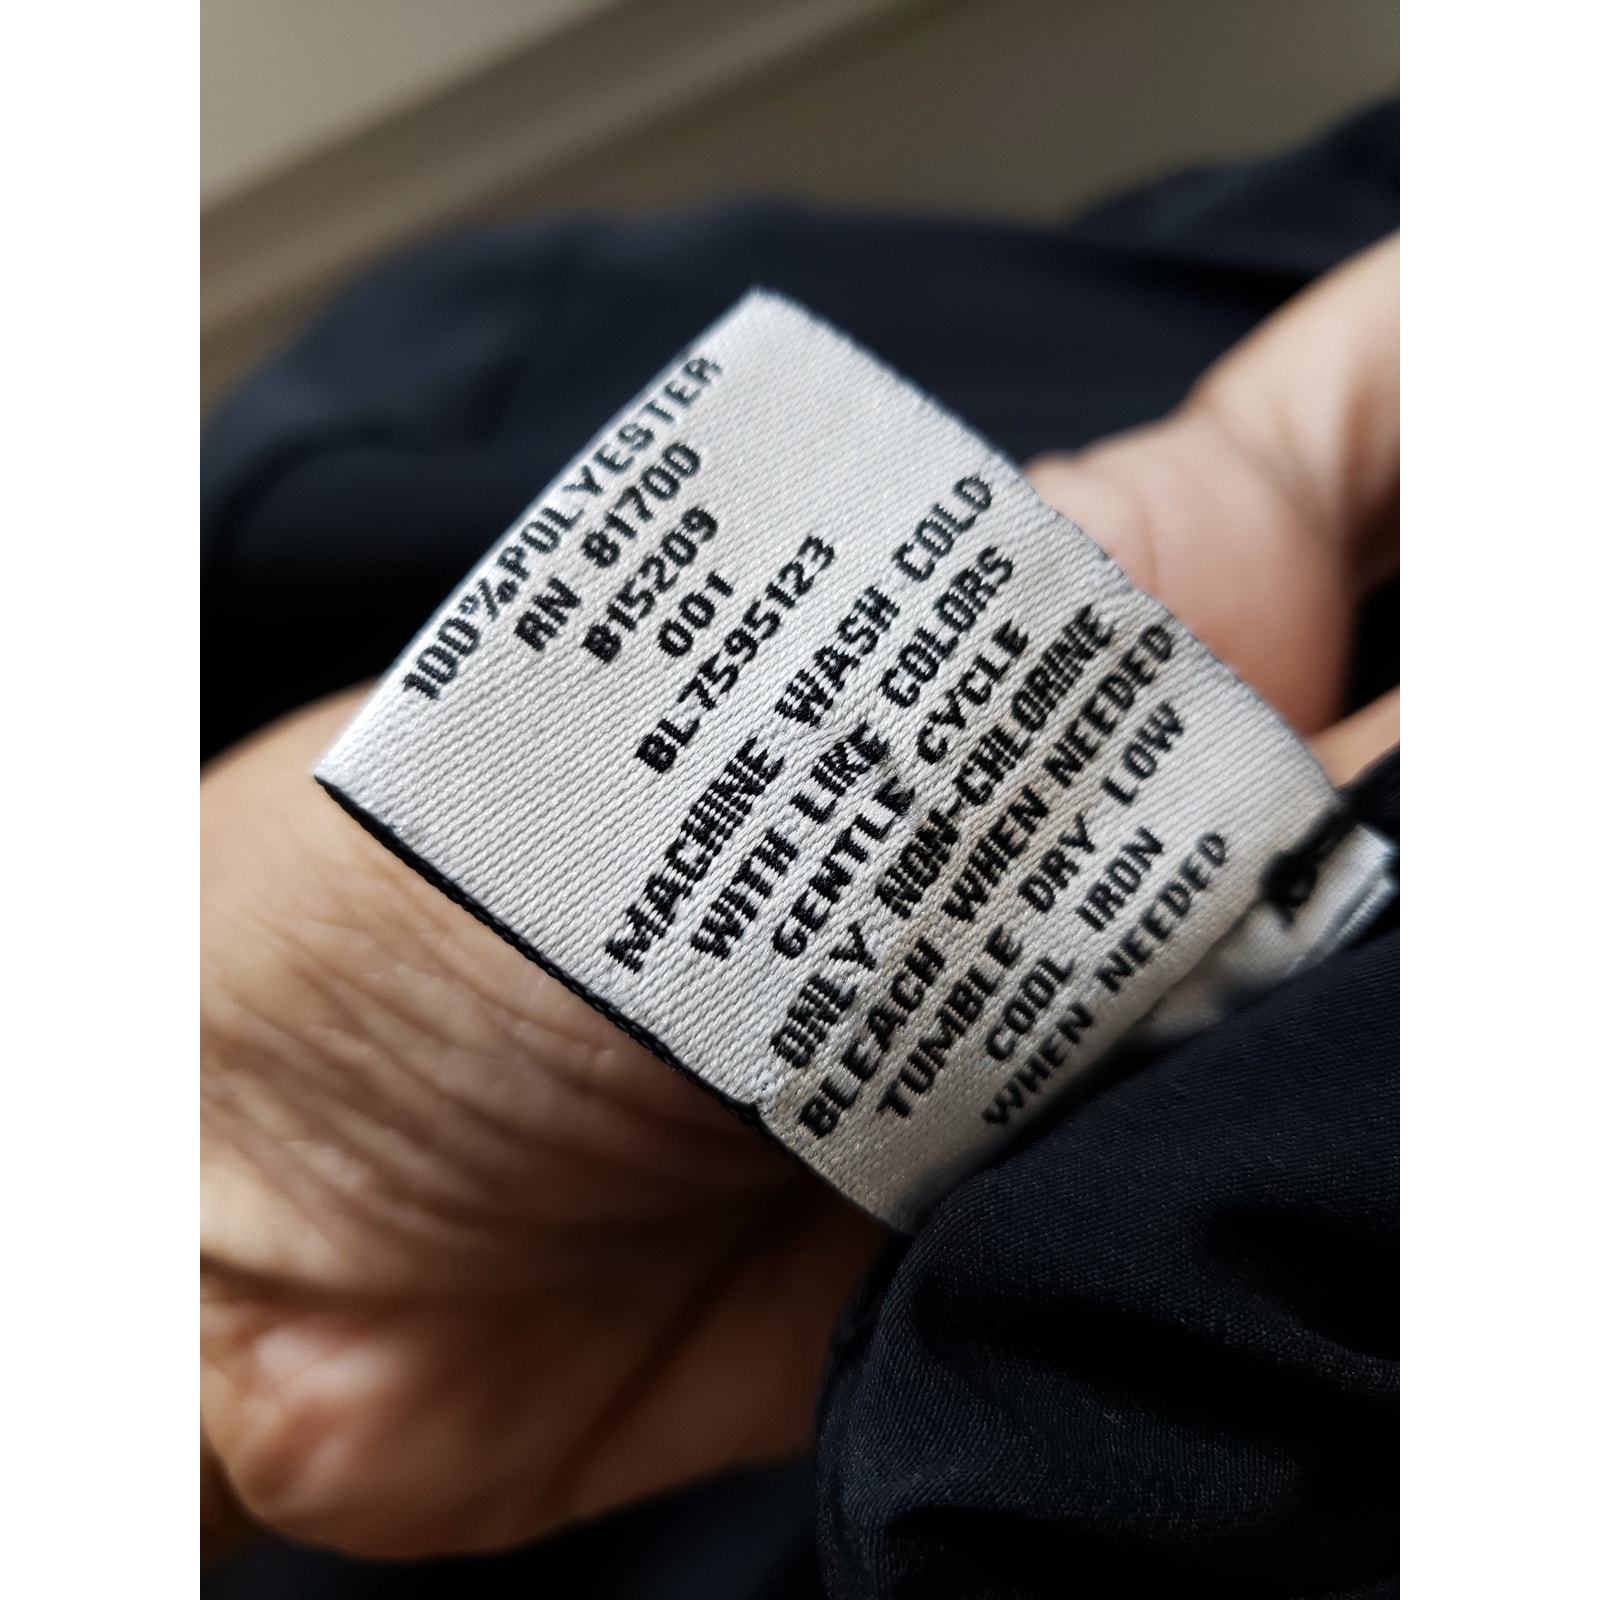 100%POLYESTER
RN 81700
B15209
001
BL7595123
MACHINE WASH COLD
WITH LIKE COLORS
GENTLE CYCLE
ONLY NON-CHLORINE
BLEACH WHEN NEEDED
TUMBLE DRY LOW
COOL IRON
WHEN NEEDED